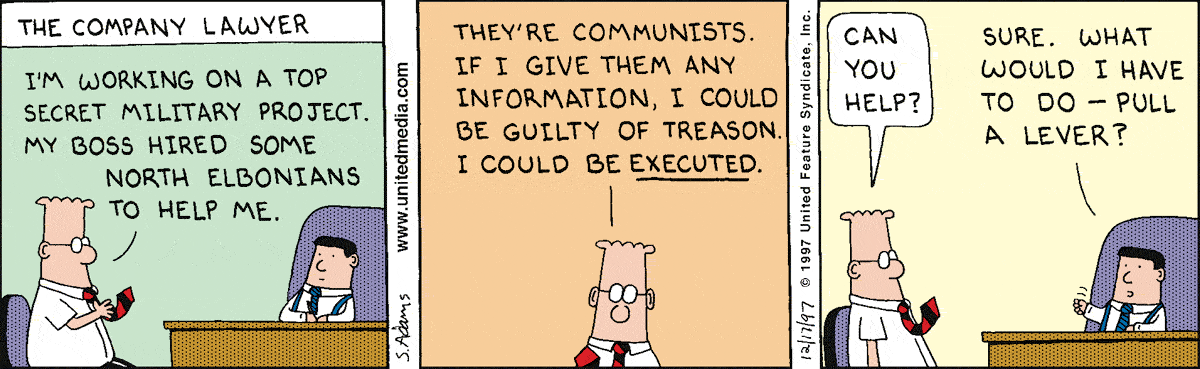 THE COMPANY LAWYER
I'M WORKING ON A TOP
SECRET MILITARY PROJECT.
MY BOSS HIRED SOME
NORTH ELBONIANS
TO HELP ME.
www.unitedmedia.com
S. Adams
THEY'RE COMMUNISTS.
IF I GIVE THEM ANY
INFORMATION, I COULD
BE GUILTY OF TREASON.
I COULD BE EXECUTED.
12/17/97 © 1997 United Feature Syndicate, Inc.
CAN
YOU
HELP?
SURE. WHAT
WOULD I HAVE
TO DO — PULL
A LEVER?